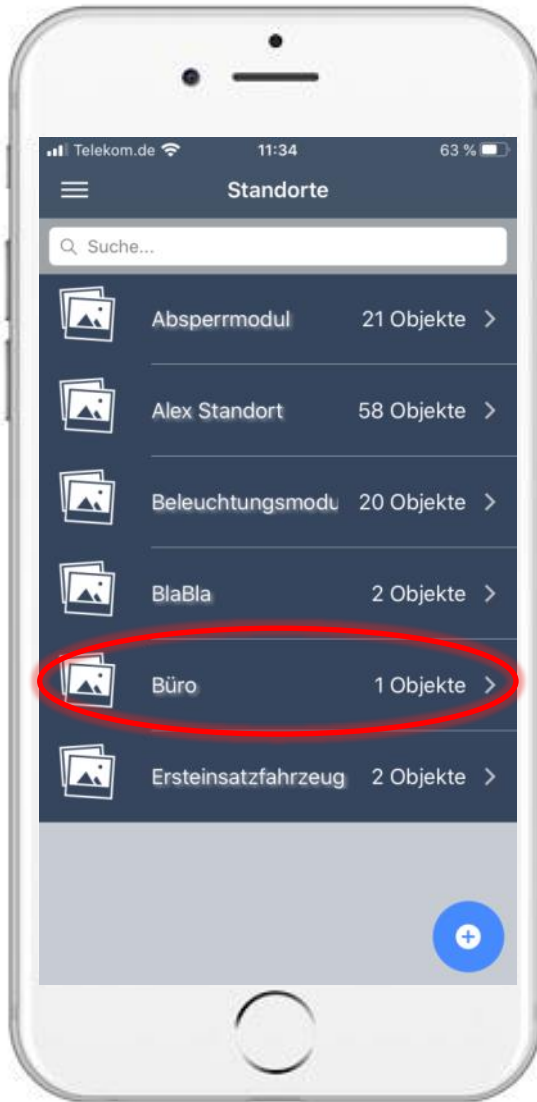 Telekom.de 11:34 63 %
Standorte
Suche...
Absperrmodul 21 Objekte
Alex Standort 58 Objekte
Beleuchtungsmodu 20 Objekte
BlaBla 2 Objekte
Büro 1 Objekte
Ersteinsatzfahrzeug 2 Objekte